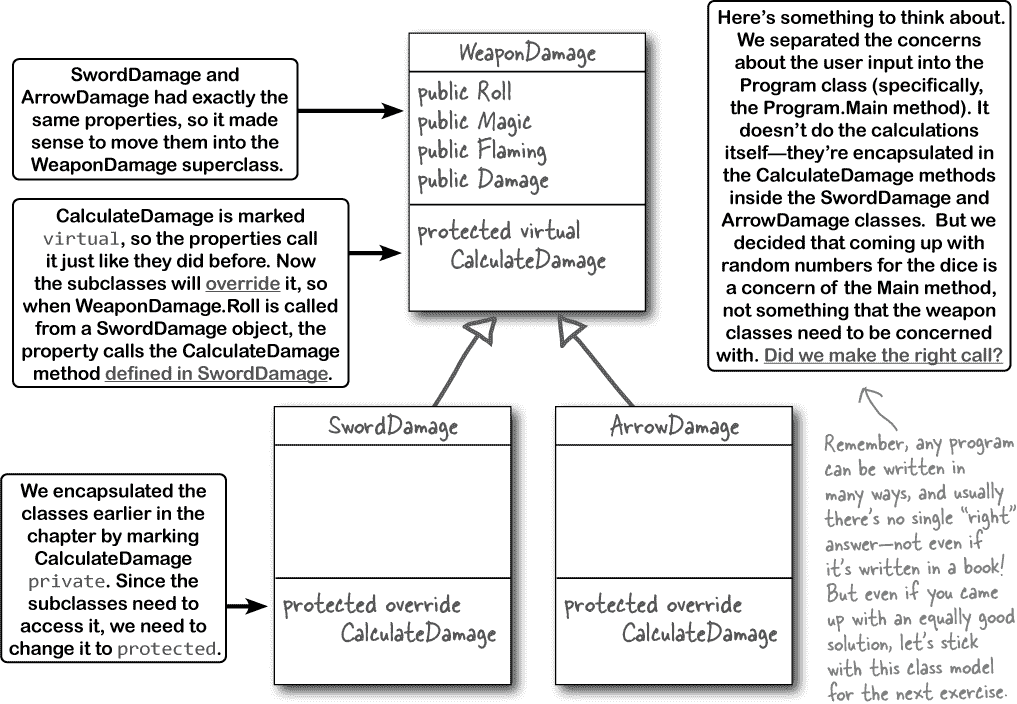 SwordDamage and
ArrowDamage had exactly the
same properties, so it made
sense to move them into the
WeaponDamage superclass.
CalculateDamage is marked
virtual, so the properties call
it just like they did before. Now
the subclasses will override it, so
when WeaponDamage.Roll is called
from a SwordDamage object, the
property calls the CalculateDamage
method defined in SwordDamage.
We encapsulated the
classes earlier in the
chapter by marking
CalculateDamage
private. Since the
subclasses need to
access it, we need to
change it to protected.
WeaponDamage
public Roll
public Magic
public Flaming
public Damage
protected virtual
CalculateDamage
SwordDamage
protected override
CalculateDamage
ArrowDamage
protected override
CalculateDamage
Here's something to think about.
We separated the concerns
about the user input into the
Program class (specifically,
the Program.Main method). It
doesn't do the calculations
itself—they're encapsulated in
the CalculateDamage methods
inside the SwordDamage and
ArrowDamage classes. But we
decided that coming up with
random numbers for the dice is
a concern of the Main method,
not something that the weapon
classes need to be concerned
with. Did we make the right call?
Remember, any program
can be written in
many ways, and usually
there's no single "right"
answer—not even if
it's written in a book!
But even if you came
up with an equally good
solution, let's stick
with this class model
for the next exercise.